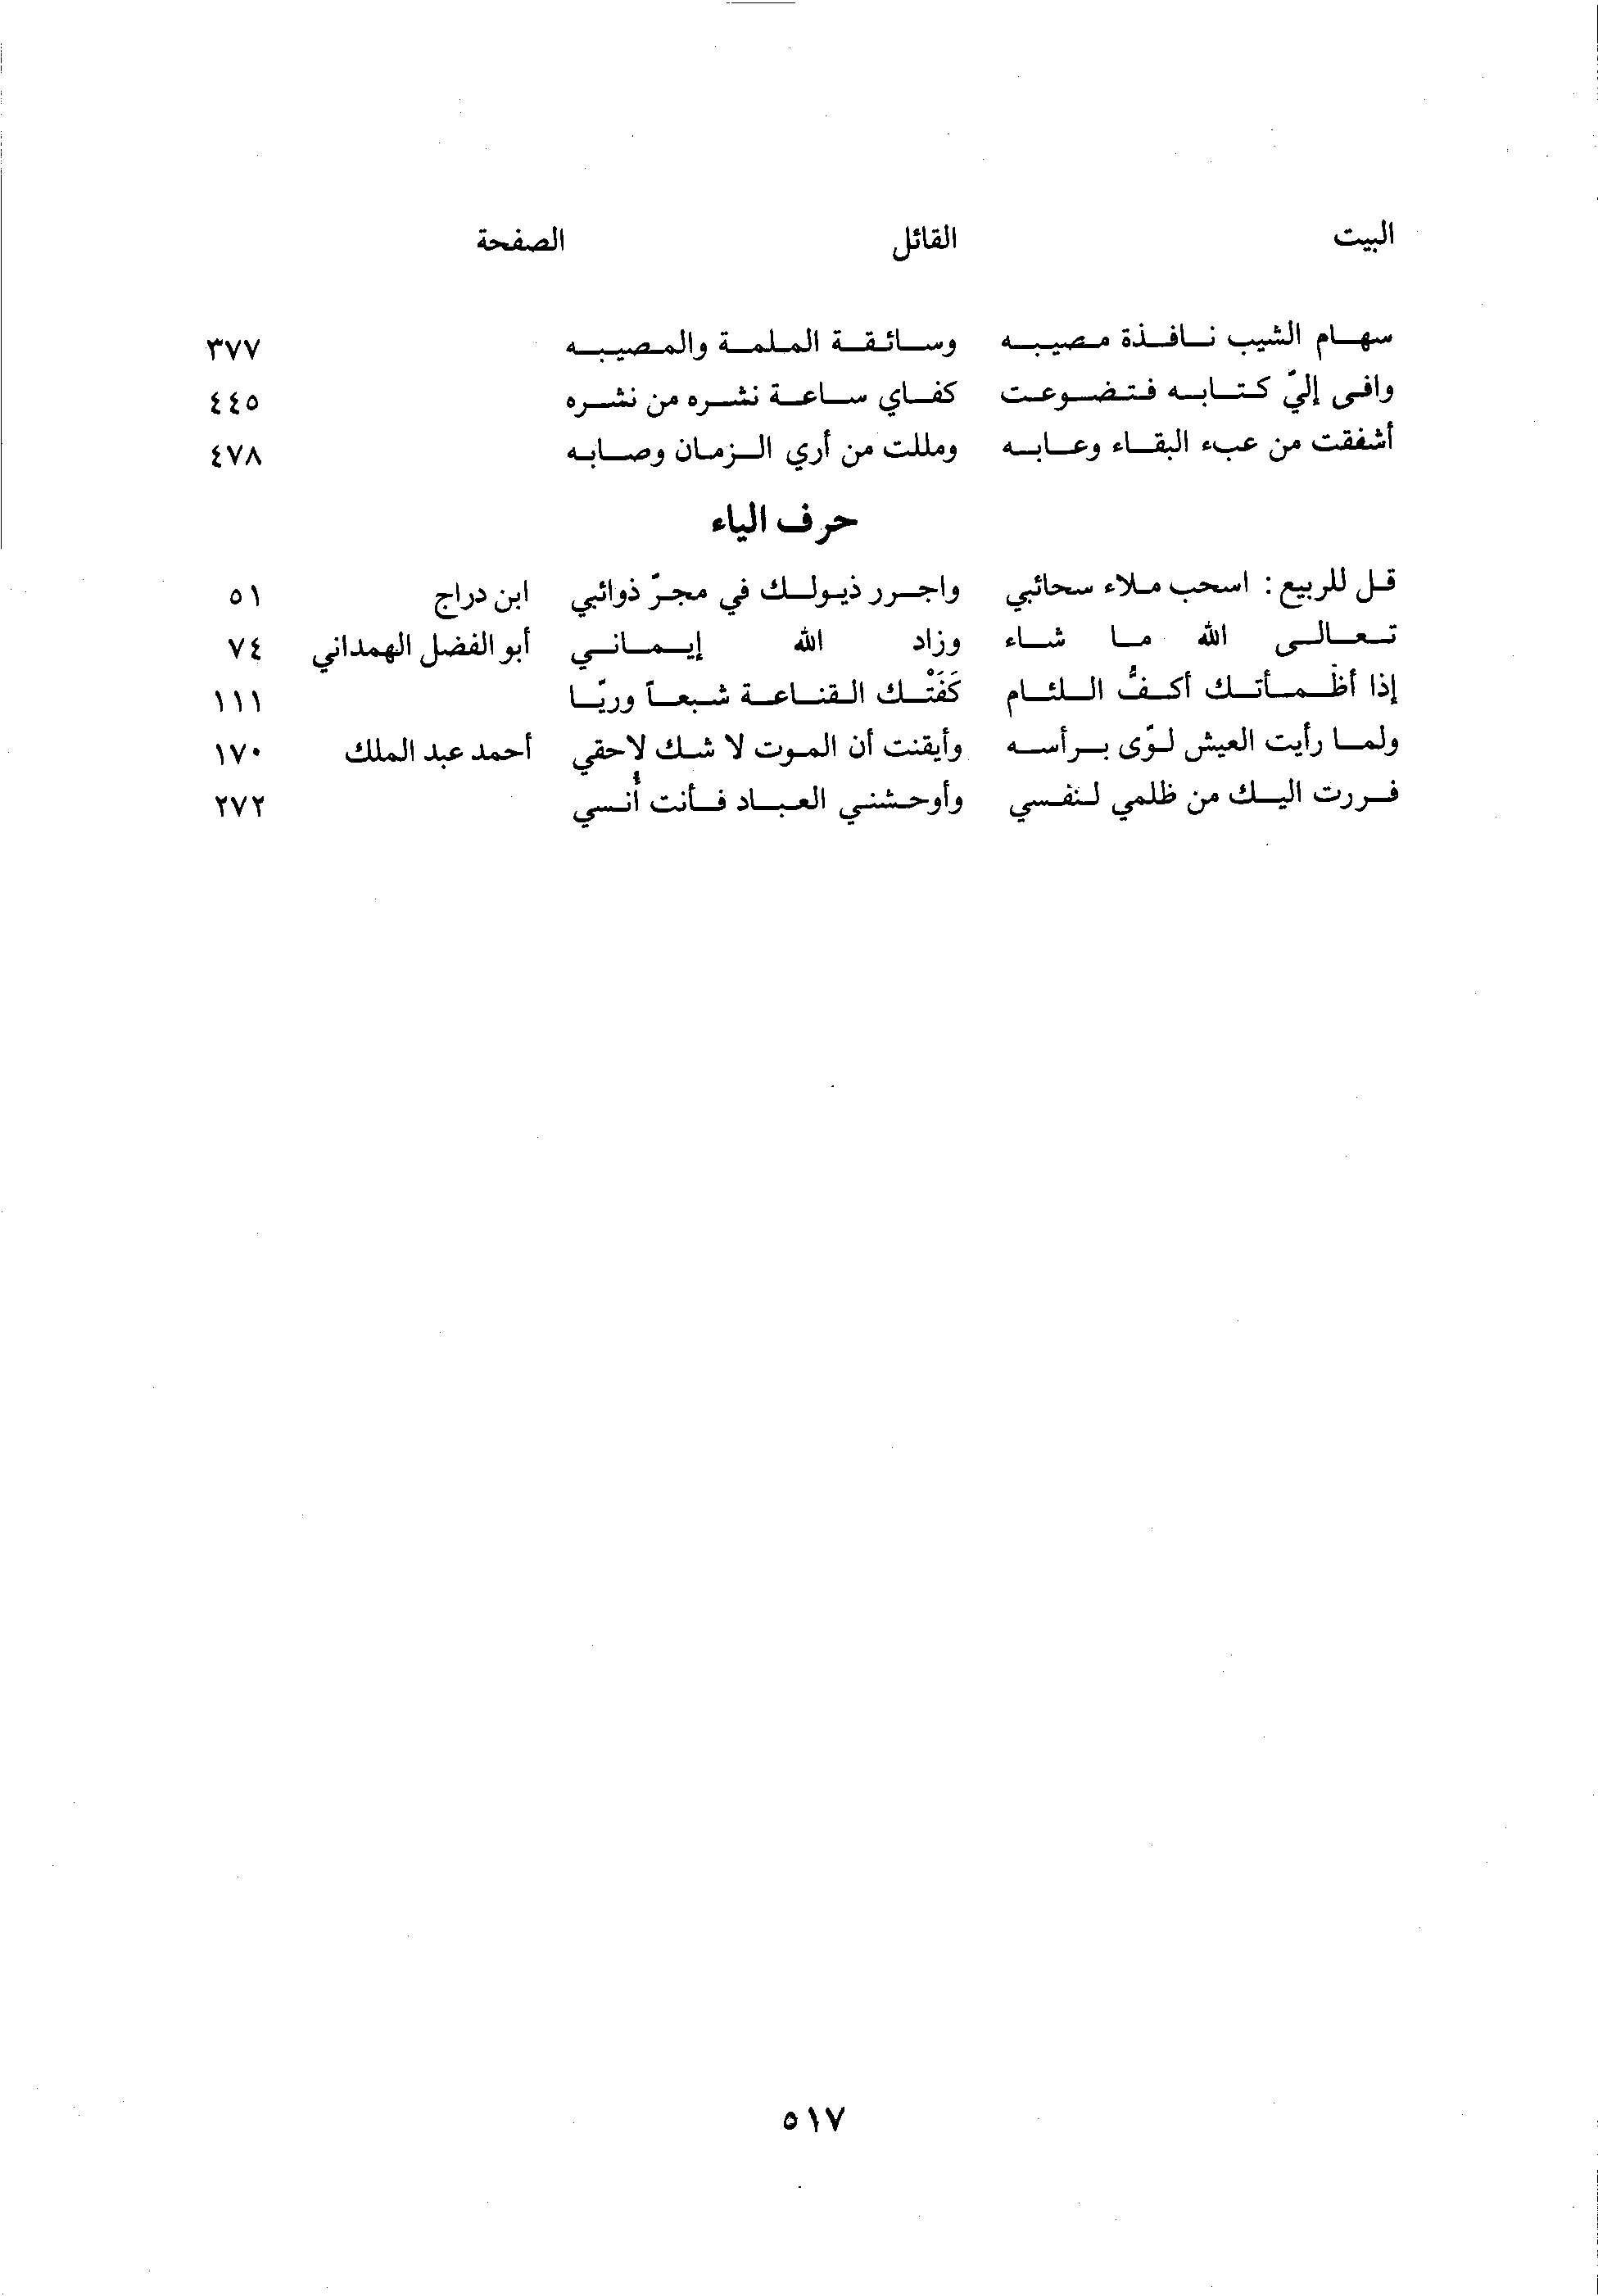 البيت القائل الصفحة
سهام الشيب نافذة مصيبه وسائقة الملمة والمصيبه ٣٧٧
وافى إليّ كتابه فتضوعت كفاي ساعة نشره من نشره ٤٤٥
أشفقت من عبء البقاء وعابه ومللت من أري الزمان وصابه ٤٧٨
حرف الياء
قل للربيع : اسحب ملاء سحائبي واجرر ذيولك في مجرّ ذوائبي ابن دراج ٥١
تعالى الله ما شاء وزاد الله إيماني أبو الفضل الهمداني ٧٤
إذا أظمأتك أكفُّ اللئام كَفَتْك القناعة شبعاً وريّا ١١١
ولما رأيت العيش لوّى برأسه وأيقنت أن الموت لا شك لاحقي أحمد عبد الملك ١٧٠
فررت اليك من ظلمي لنفسي وأوحشني العباد فأنت أُنسي ٢٧٢
٥١٧